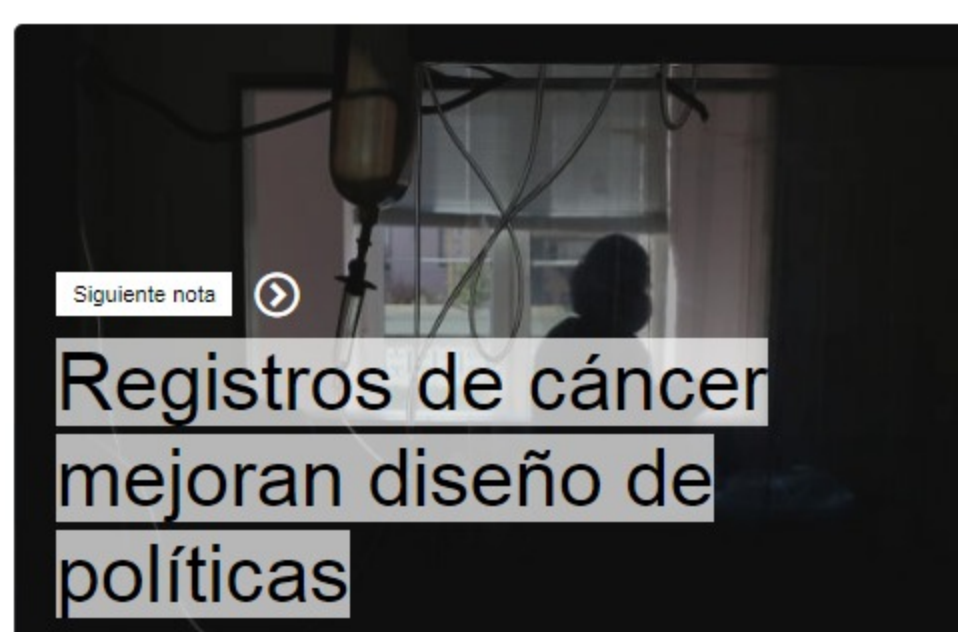 Siguiente nota
Registros de cáncer
mejoran diseño de
políticas